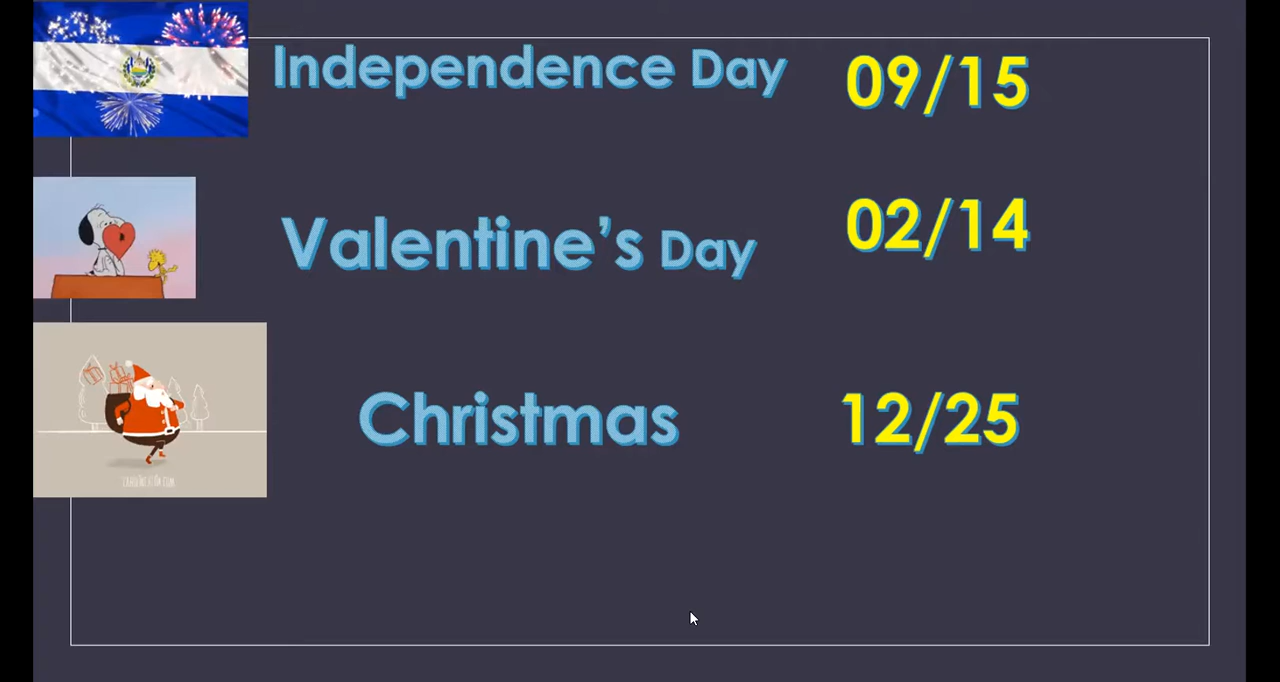 Independence Day 09/15
Valentine’s Day 02/14
Christmas 12/25